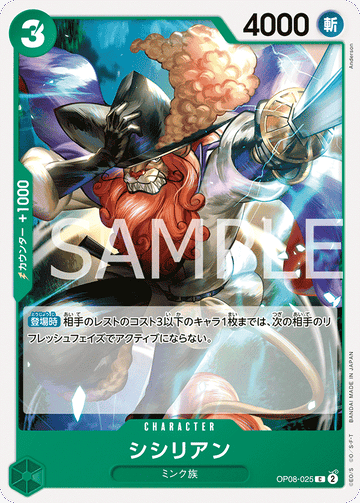 3
4000
斬
Anderson
カウンター +1000
SAMPLE
登場時 相手のレストのコスト3以下のキャラ1枚までは、次の相手のリ
フレッシュフェイズでアクティブにならない。
CHARACTER
シシリアン
ミンク族
OP08-025 C 2
©E.O./S. ©O./S.・F・T BANDAI MADE IN JAPAN